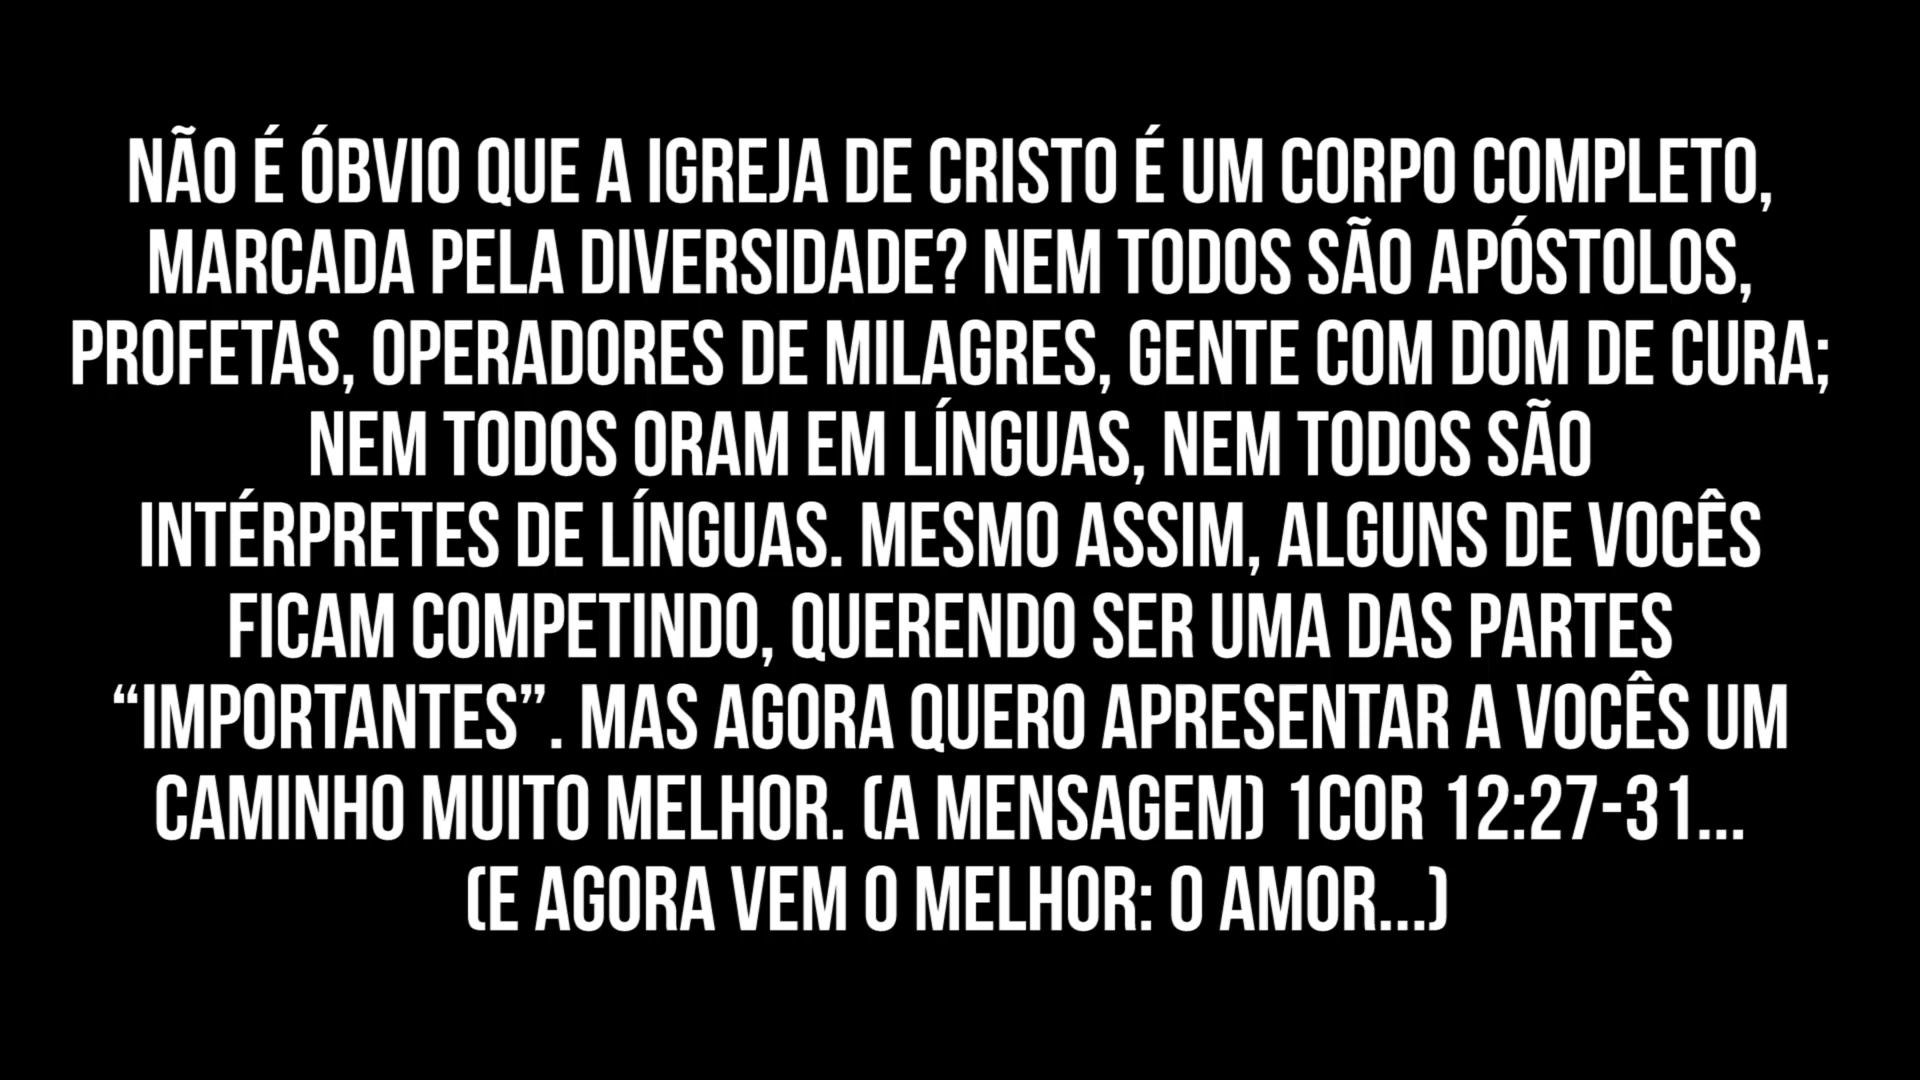 NÃO É ÓBVIO QUE A IGREJA DE CRISTO É UM CORPO COMPLETO,
MARCADA PELA DIVERSIDADE? NEM TODOS SÃO APÓSTOLOS,
PROFETAS, OPERADORES DE MILAGRES, GENTE COM DOM DE CURA;
NEM TODOS ORAM EM LÍNGUAS, NEM TODOS SÃO
INTÉRPRETES DE LÍNGUAS. MESMO ASSIM, ALGUNS DE VOCÊS
FICAM COMPETINDO, QUERENDO SER UMA DAS PARTES
“IMPORTANTES”. MAS AGORA QUERO APRESENTAR A VOCÊS UM
CAMINHO MUITO MELHOR. (A MENSAGEM) 1COR 12:27-31...
(E AGORA VEM O MELHOR: O AMOR...)